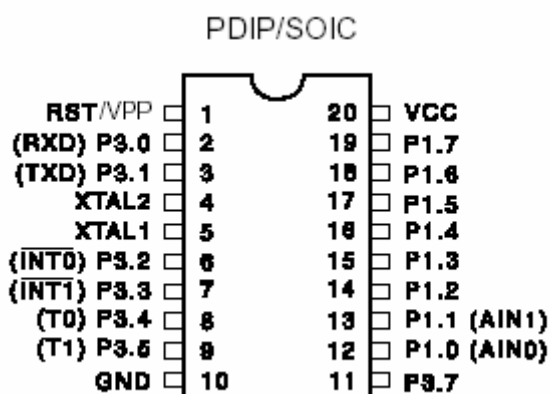 PDIP/SOIC
RST/VPP 1 20 VCC
(RXD) P3.0 2 19 P1.7
(TXD) P3.1 3 18 P1.6
XTAL2 4 17 P1.5
XTAL1 5 16 P1.4
(INT0) P3.2 6 15 P1.3
(INT1) P3.3 7 14 P1.2
(T0) P3.4 8 13 P1.1 (AIN1)
(T1) P3.5 9 12 P1.0 (AIN0)
GND 10 11 P3.7